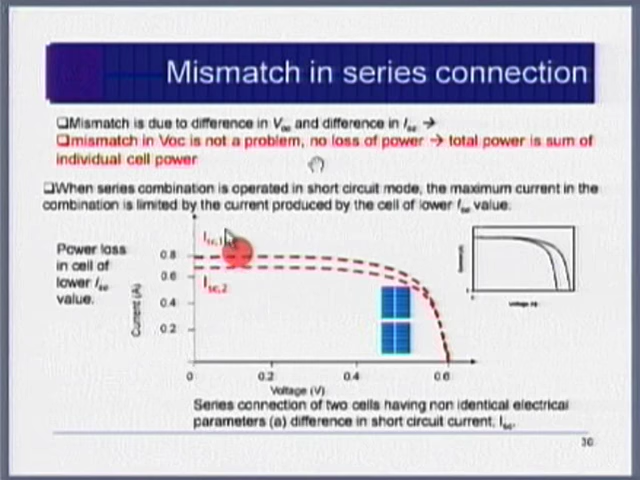 Mismatch in series connection
❑Mismatch is due to difference in Voc and difference in Isc →
❑mismatch in Voc is not a problem, no loss of power → total power is sum of
individual cell power
❑When series combination is operated in short circuit mode, the maximum current in the
combination is limited by the current produced by the cell of lower Isc value.
Power loss
in cell of
lower Isc
value.
Isc,1
Isc,2
Current (A)
0.8
0.6
0.4
0.2
0
0
0.2
0.4
0.6
Voltage (V)
Series connection of two cells having non identical electrical
parameters (a) difference in short circuit current, Isc.
30